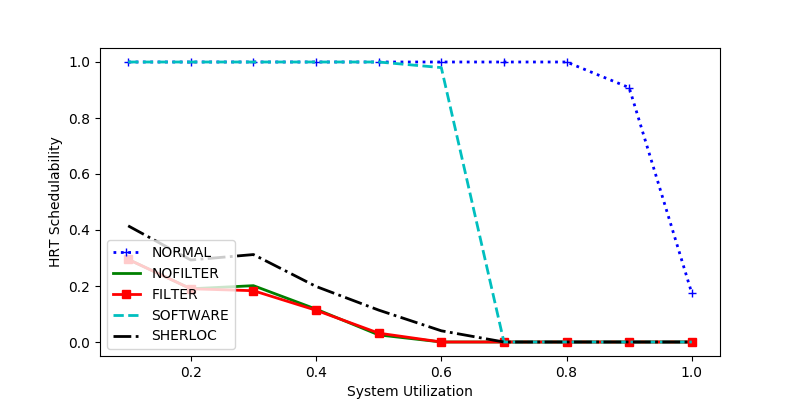 1.0
0.8
0.6
0.4
0.2
0.0
HRT Schedulability
NORMAL
NOFILTER
FILTER
SOFTWARE
SHERLOC
0.2
0.4
0.6
0.8
1.0
System Utilization